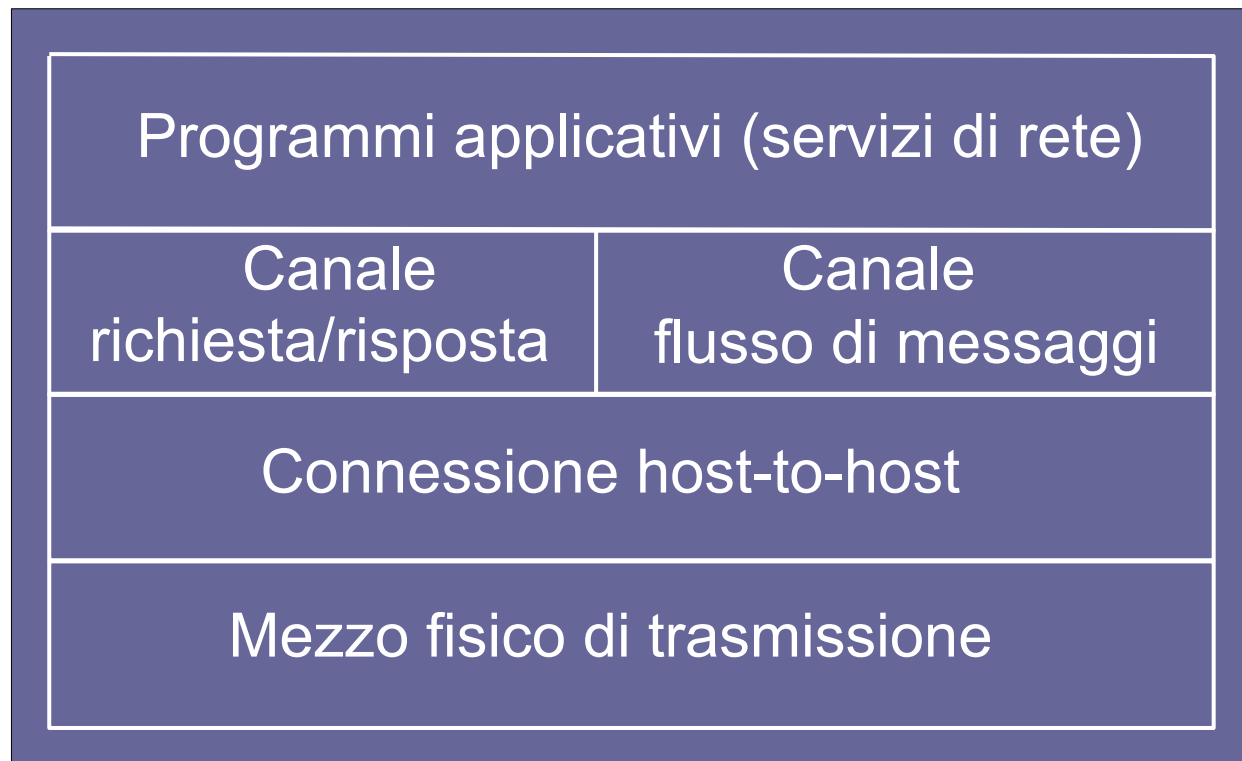 Programmi applicativi (servizi di rete)
Canale
richiesta/risposta
Canale
flusso di messaggi
Connessione host-to-host
Mezzo fisico di trasmissione